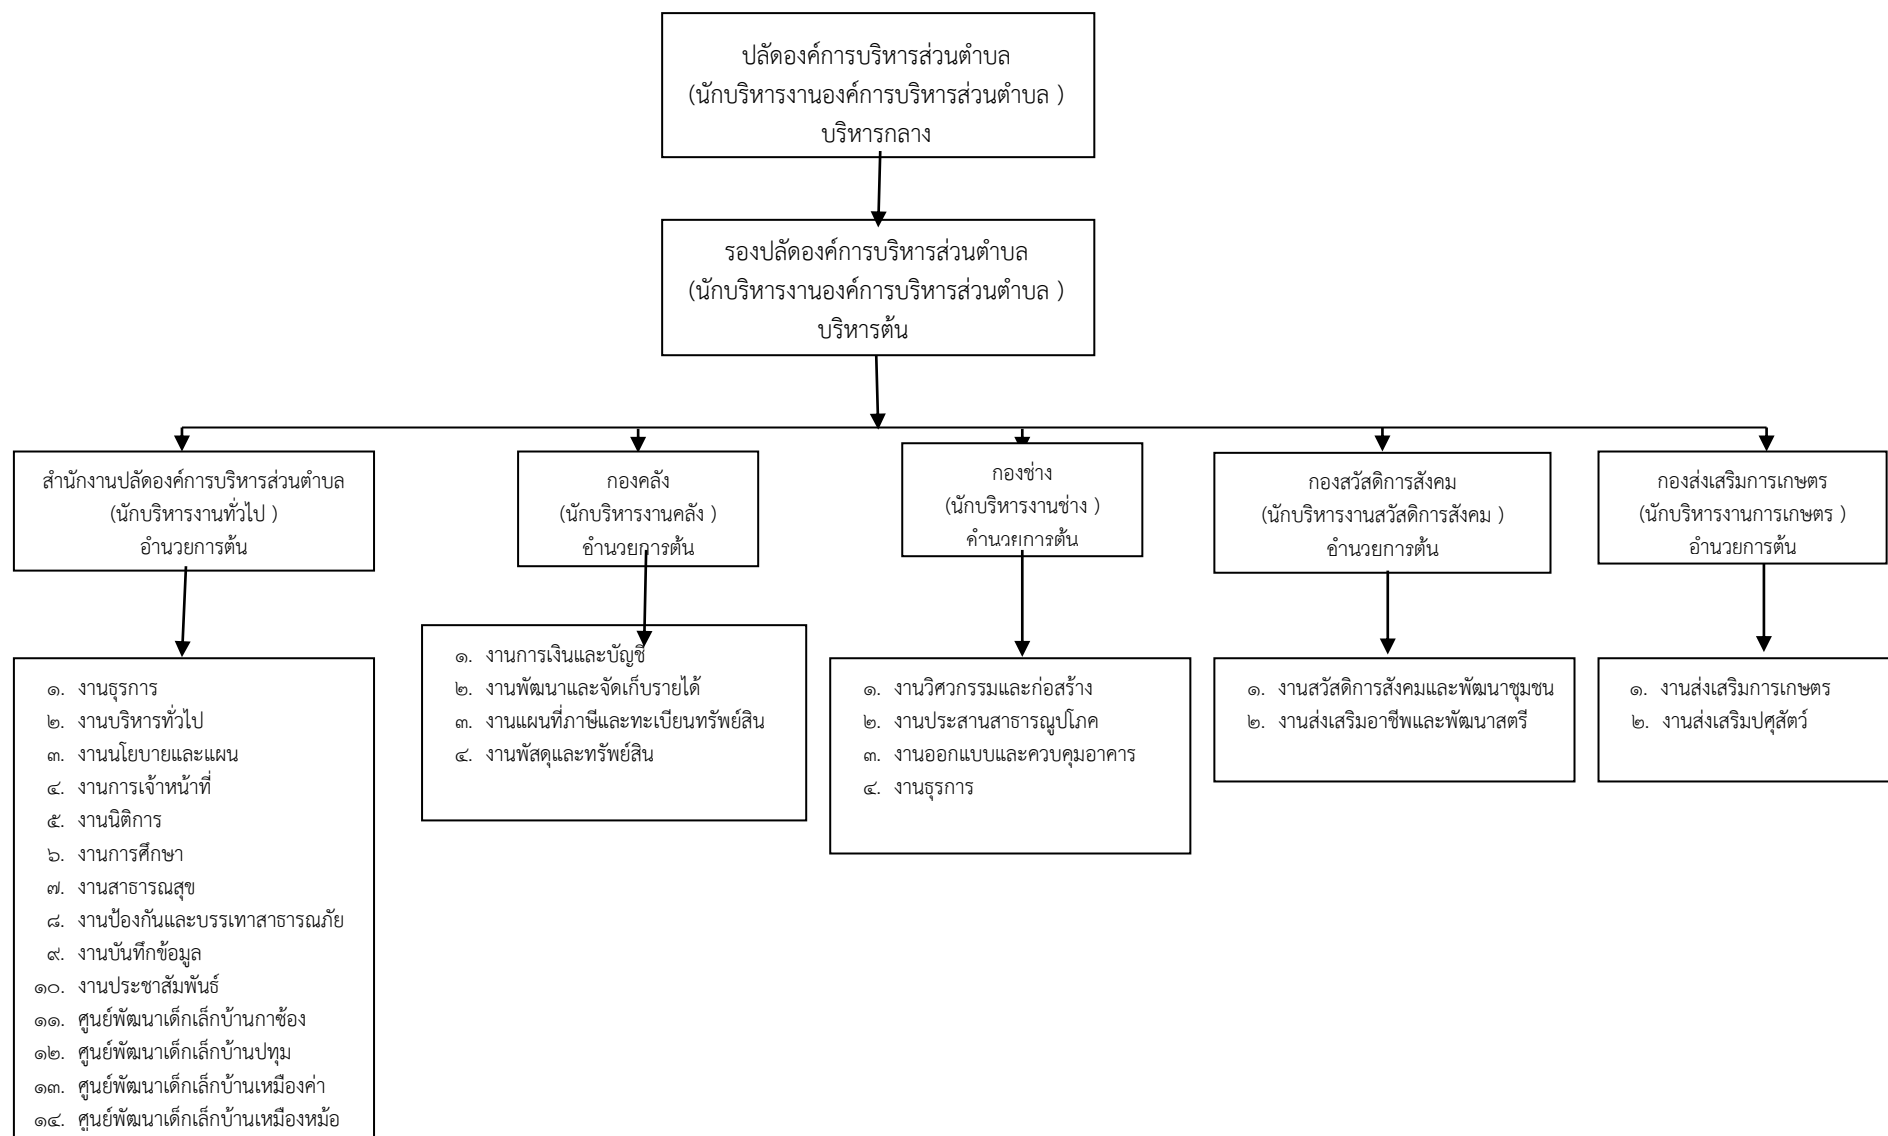 ปลัดองค์การบริหารส่วนตำบล
(นักบริหารงานองค์การบริหารส่วนตำบล )
บริหารกลาง
รองปลัดองค์การบริหารส่วนตำบล
(นักบริหารงานองค์การบริหารส่วนตำบล )
บริหารต้น
สำนักงานปลัดองค์การบริหารส่วนตำบล
(นักบริหารงานทั่วไป )
อำนวยการต้น
กองคลัง
(นักบริหารงานคลัง )
อำนวยการต้น
กองช่าง
(นักบริหารงานช่าง )
อำนวยการต้น
กองสวัสดิการสังคม
(นักบริหารงานสวัสดิการสังคม )
อำนวยการต้น
กองส่งเสริมการเกษตร
(นักบริหารงานการเกษตร )
อำนวยการต้น
๑. งานธุรการ
๒. งานบริหารทั่วไป
๓. งานนโยบายและแผน
๔. งานการเจ้าหน้าที่
๕. งานนิติการ
๖. งานการศึกษา
๗. งานสาธารณสุข
๘. งานป้องกันและบรรเทาสาธารณภัย
๙. งานบันทึกข้อมูล
๑๐. งานประชาสัมพันธ์
๑๑. ศูนย์พัฒนาเด็กเล็กบ้านกาซ้อง
๑๒. ศูนย์พัฒนาเด็กเล็กบ้านปทุม
๑๓. ศูนย์พัฒนาเด็กเล็กบ้านเหมืองค่า
๑๔. ศูนย์พัฒนาเด็กเล็กบ้านเหมืองหม้อ
๑. งานการเงินและบัญชี
๒. งานพัฒนาและจัดเก็บรายได้
๓. งานแผนที่ภาษีและทะเบียนทรัพย์สิน
๔. งานพัสดุและทรัพย์สิน
๑. งานวิศวกรรมและก่อสร้าง
๒. งานประสานสาธารณูปโภค
๓. งานออกแบบและควบคุมอาคาร
๔. งานธุรการ
๑. งานสวัสดิการสังคมและพัฒนาชุมชน
๒. งานส่งเสริมอาชีพและพัฒนาสตรี
๑. งานส่งเสริมการเกษตร
๒. งานส่งเสริมปศุสัตว์